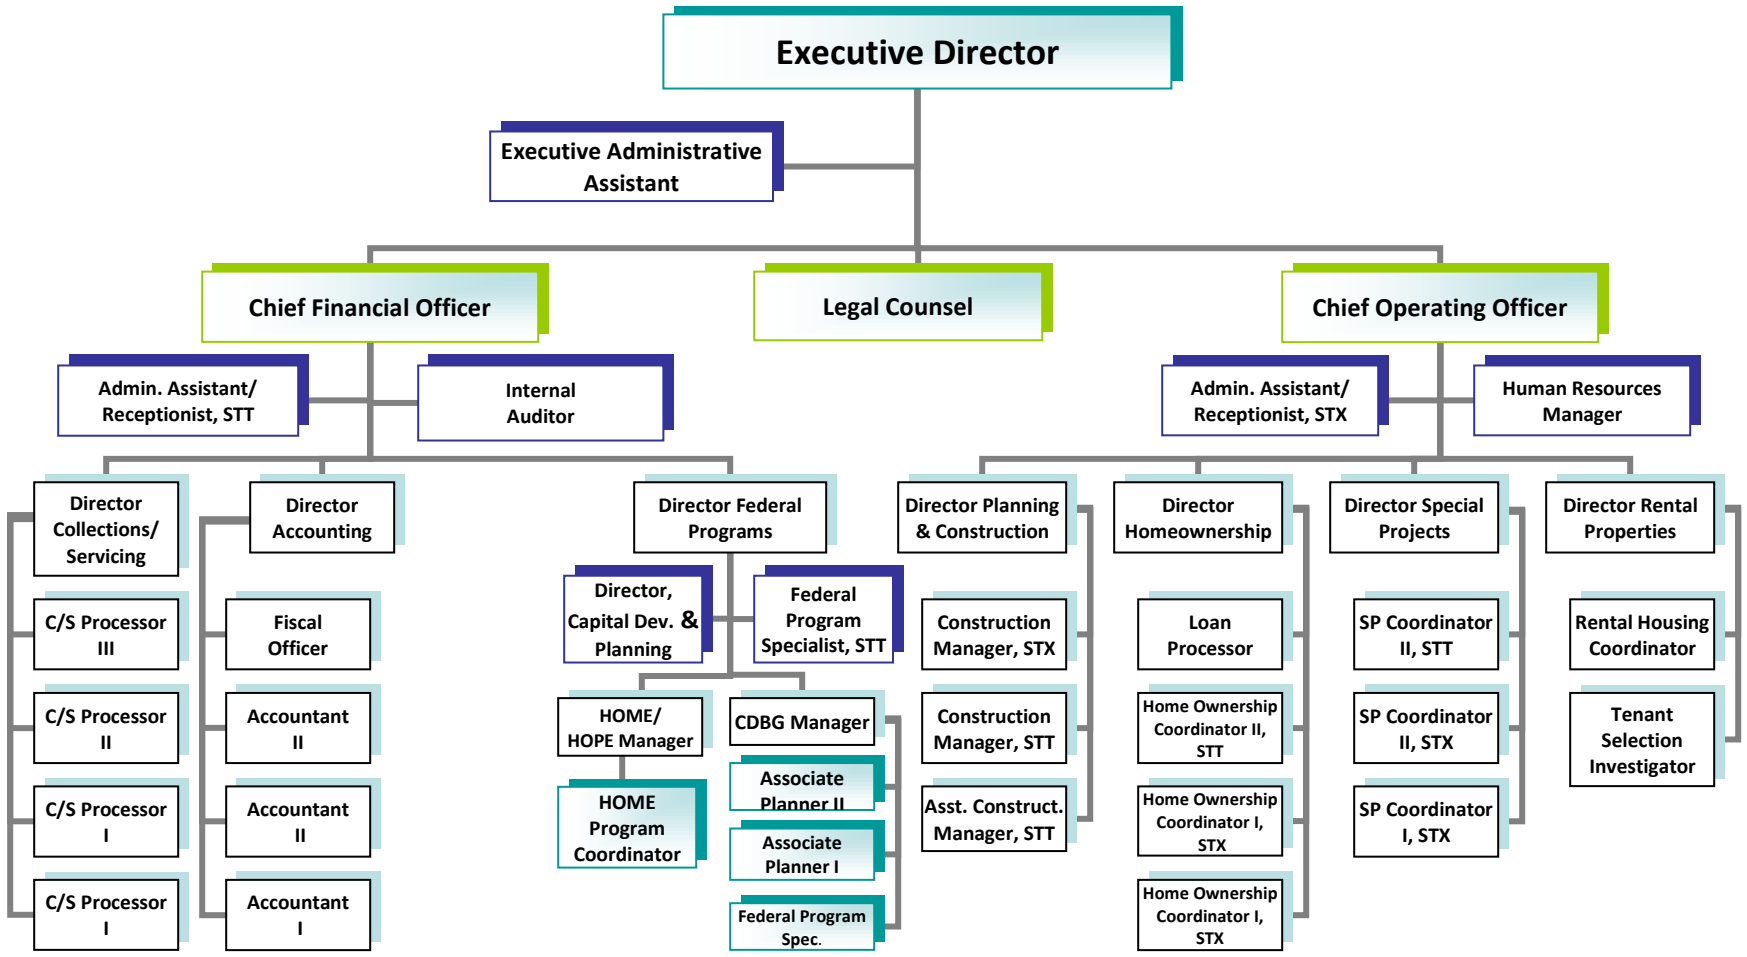 Executive Director
Executive Administrative
Assistant
Chief Financial Officer
Legal Counsel
Chief Operating Officer
Admin. Assistant/
Receptionist, STT
Internal
Auditor
Admin. Assistant/
Receptionist, STX
Human Resources
Manager
Director
Collections/
Servicing
Director
Accounting
Director Federal
Programs
Director Planning
& Construction
Director
Homeownership
Director Special
Projects
Director Rental
Properties
C/S Processor
III
C/S Processor
II
C/S Processor
I
C/S Processor
I
Fiscal
Officer
Accountant
II
Accountant
II
Accountant
I
Director,
Capital Dev. &
Planning
Federal
Program
Specialist, STT
HOME/
HOPE Manager
HOME
Program
Coordinator
CDBG Manager
Associate
Planner II
Associate
Planner I
Federal Program
Spec.
Construction
Manager, STX
Construction
Manager, STT
Asst. Construct.
Manager, STT
Loan
Processor
Home Ownership
Coordinator II,
STT
Home Ownership
Coordinator I,
STX
Home Ownership
Coordinator I,
STX
SP Coordinator
II, STT
SP Coordinator
II, STX
SP Coordinator
I, STX
Rental Housing
Coordinator
Tenant
Selection
Investigator